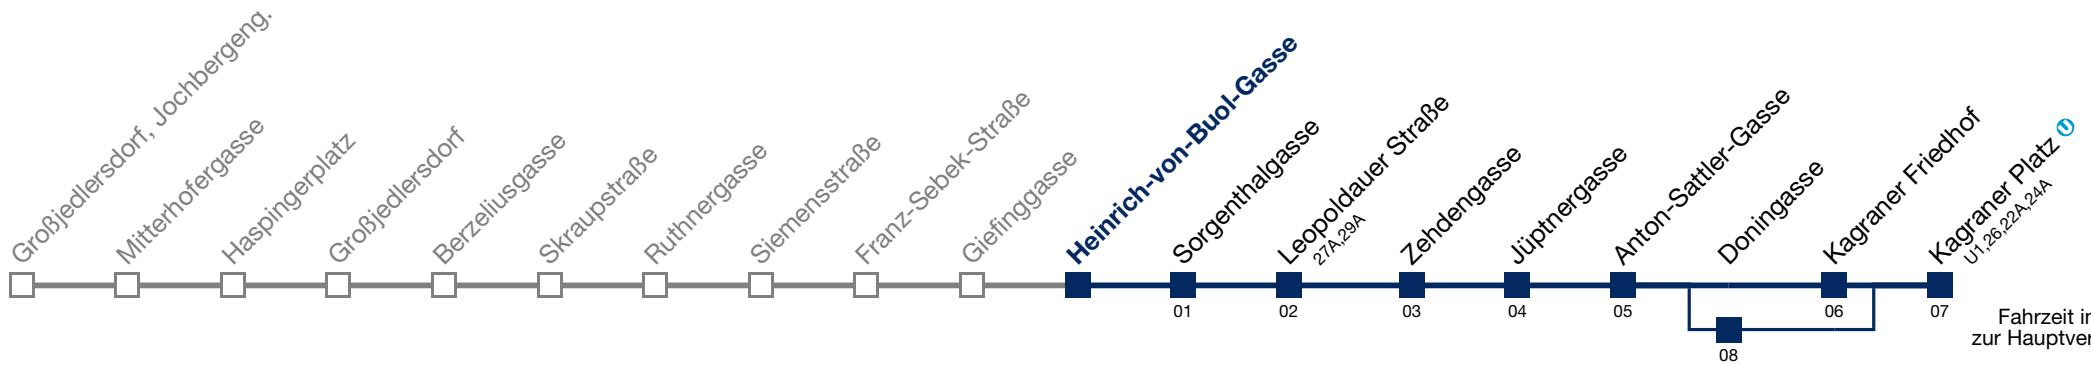 Großjedlersdorf, Jochbergeng.
Mitterhofergasse
Haspingerplatz
Großjedlersdorf
Berzeliusgasse
Skraupstraße
Ruthnergasse
Siemensstraße
Franz-Sebek-Straße
Giefinggasse
Heinrich-von-Buol-Gasse
Sorgenthalgasse
Leopoldauer Straße
27A,29A
Zehdengasse
Jüptnergasse
Anton-Sattler-Gasse
Doningasse
Kagraner Friedhof
Kagraner Platz
U1,26,22A,24A
01
02
03
04
05
06
07
08
Fahrzeit i
zur Hauptver